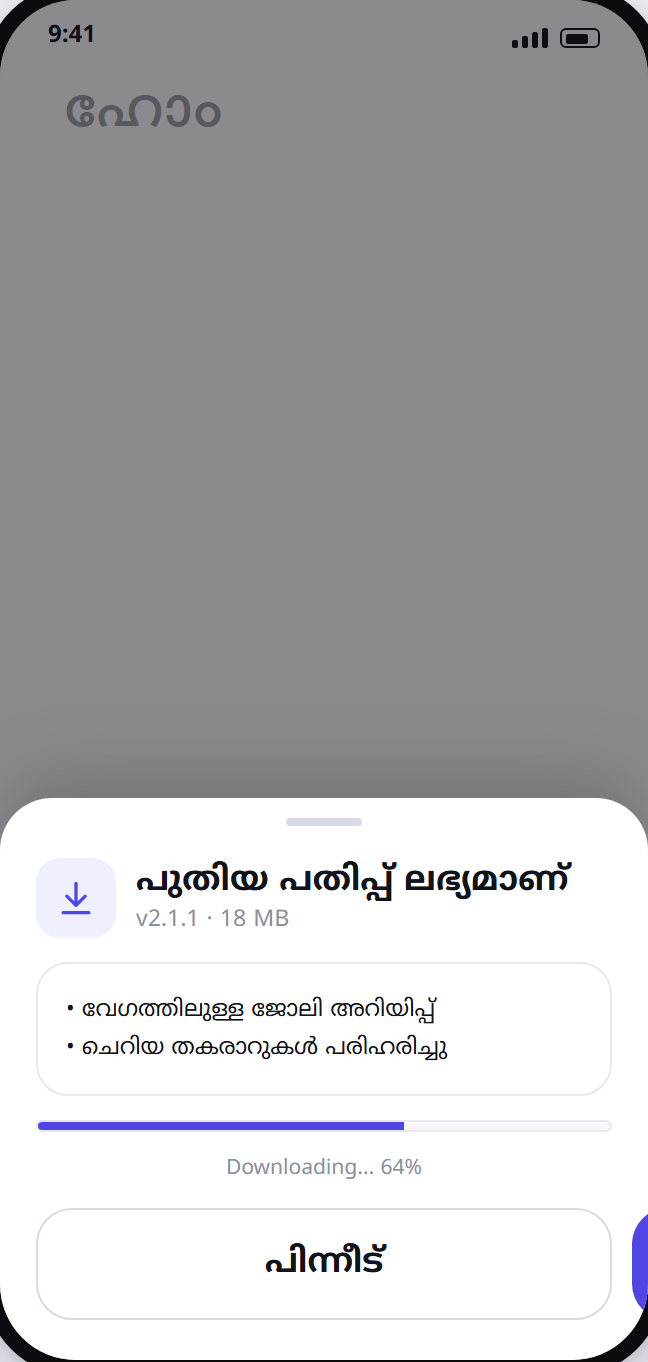 9:41
ഹോം
പുതിയ പതിപ്പ് ലഭ്യമാണ്
v2.1.1 · 18 MB
• വേഗത്തിലുള്ള ജോലി അറിയിപ്പ്
• ചെറിയ തകരാറുകൾ പരിഹരിച്ചു
Downloading... 64%
പിന്നീട്